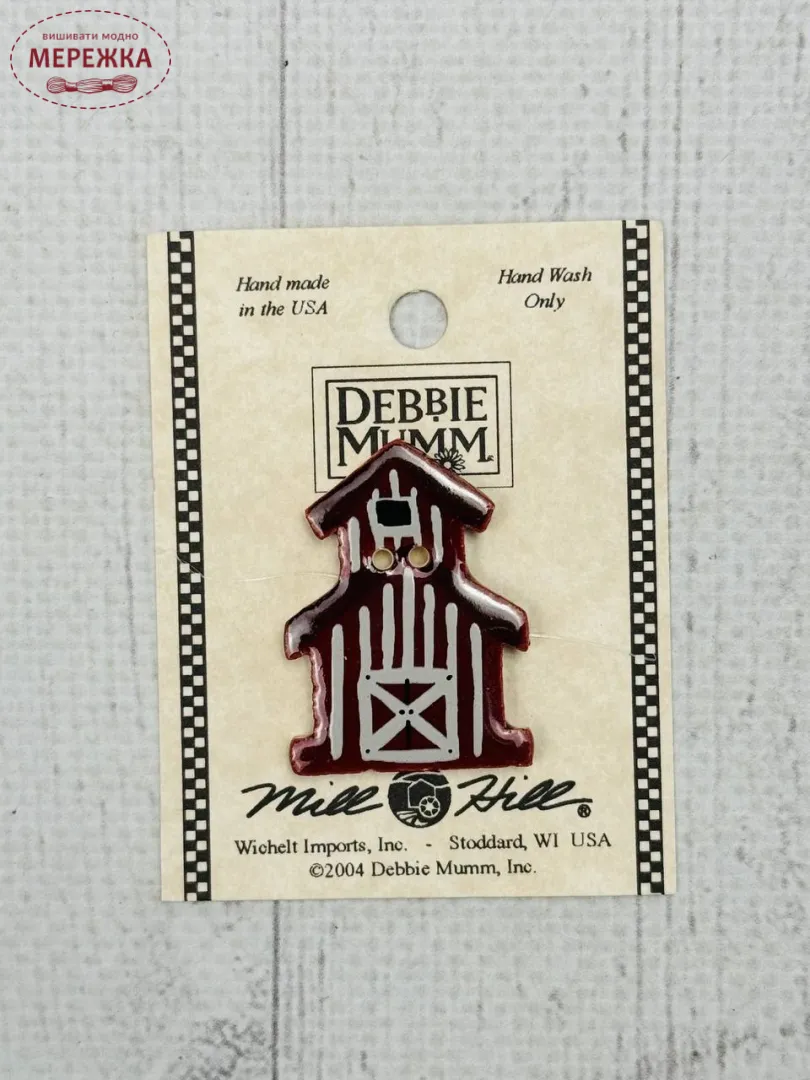 вишивати модно
МЕРЕЖКА
Hand made
in the USA
Hand Wash
Only
DEBBIE
MUMM
Mill Hill®
Wichelt Imports, Inc. - Stoddard, WI USA
©2004 Debbie Mumm, Inc.